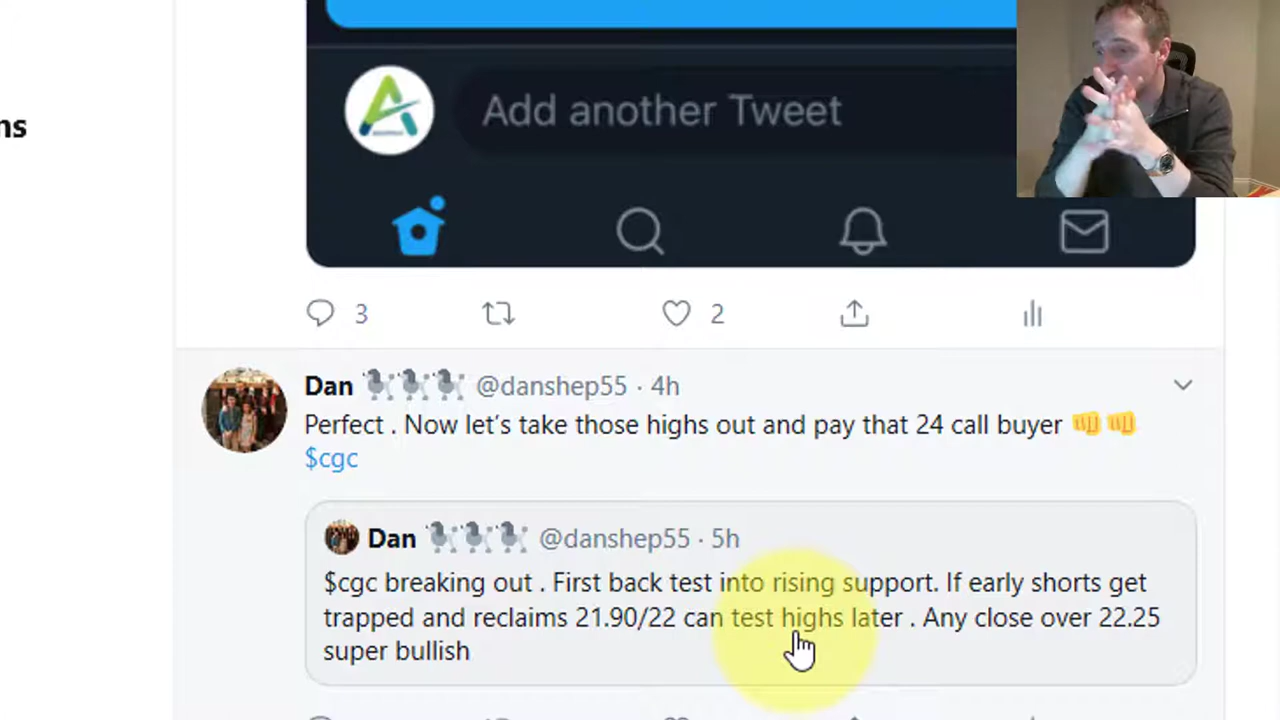 Add another Tweet
ns
3
2
Dan @danshep55 · 4h
Perfect . Now let's take those highs out and pay that 24 call buyer
$cgc
Dan @danshep55 · 5h
$cgc breaking out . First back test into rising support. If early shorts get
trapped and reclaims 21.90/22 can test highs later . Any close over 22.25
super bullish